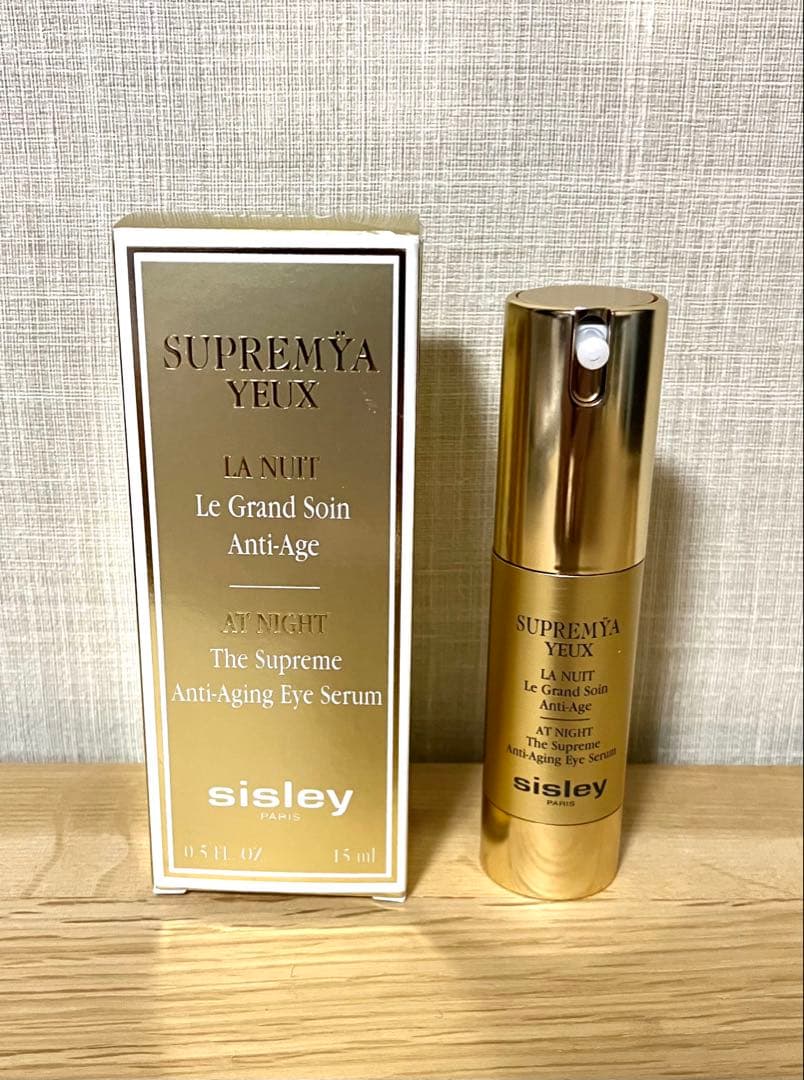 SUPREMŸA
YEUX
LA NUIT
Le Grand Soin
Anti-Age
AT NIGHT
The Supreme
Anti-Aging Eye Serum
sisley
PARIS
0.5 FL. OZ 15 ml
SUPREMŸA
YEUX
LA NUIT
Le Grand Soin
Anti-Age
AT NIGHT
The Supreme
Anti-Aging Eye Serum
sisley
PARIS